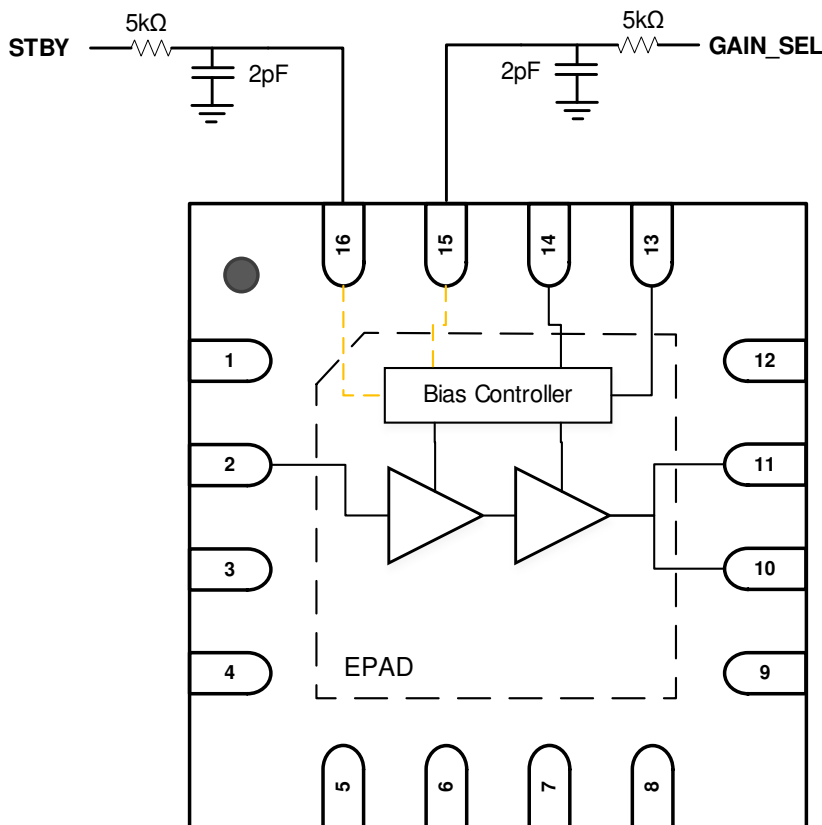 5kΩ
5kΩ
STBY
GAIN_SEL
2pF
2pF
16
15
14
13
1
12
Bias Controller
2
11
3
10
EPAD
4
9
5
6
7
8